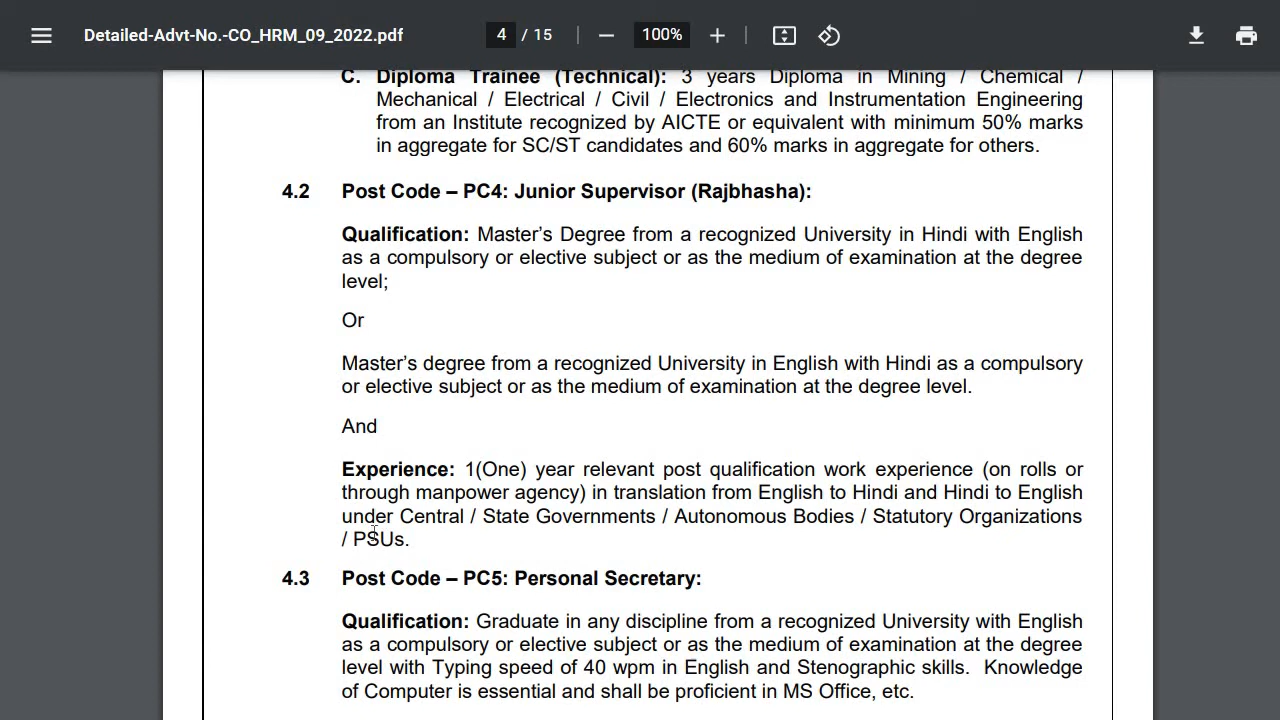 Detailed-Advt-No.-CO_HRM_09_2022.pdf
4 / 15
100%
C. Diploma Trainee (Technical): 3 years Diploma in Mining / Chemical /
Mechanical / Electrical / Civil / Electronics and Instrumentation Engineering
from an Institute recognized by AICTE or equivalent with minimum 50% marks
in aggregate for SC/ST candidates and 60% marks in aggregate for others.
4.2 Post Code – PC4: Junior Supervisor (Rajbhasha):
Qualification: Master’s Degree from a recognized University in Hindi with English
as a compulsory or elective subject or as the medium of examination at the degree
level;
Or
Master’s degree from a recognized University in English with Hindi as a compulsory
or elective subject or as the medium of examination at the degree level.
And
Experience: 1(One) year relevant post qualification work experience (on rolls or
through manpower agency) in translation from English to Hindi and Hindi to English
under Central / State Governments / Autonomous Bodies / Statutory Organizations
/ PSUs.
4.3 Post Code – PC5: Personal Secretary:
Qualification: Graduate in any discipline from a recognized University with English
as a compulsory or elective subject or as the medium of examination at the degree
level with Typing speed of 40 wpm in English and Stenographic skills. Knowledge
of Computer is essential and shall be proficient in MS Office, etc.